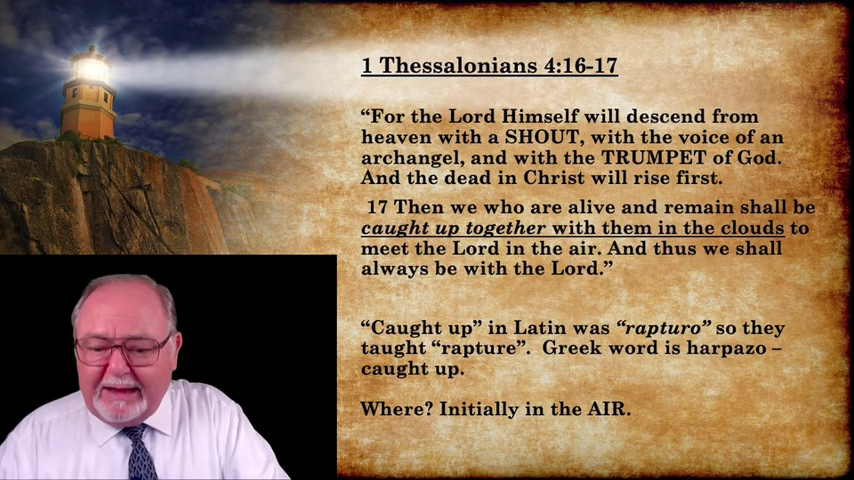 1 Thessalonians 4:16-17
“For the Lord Himself will descend from
heaven with a SHOUT, with the voice of an
archangel, and with the TRUMPET of God.
And the dead in Christ will rise first.
17 Then we who are alive and remain shall be
caught up together with them in the clouds to
meet the Lord in the air. And thus we shall
always be with the Lord.”
“Caught up” in Latin was “rapturo” so they
taught “rapture”. Greek word is harpazo –
caught up.
Where? Initially in the AIR.